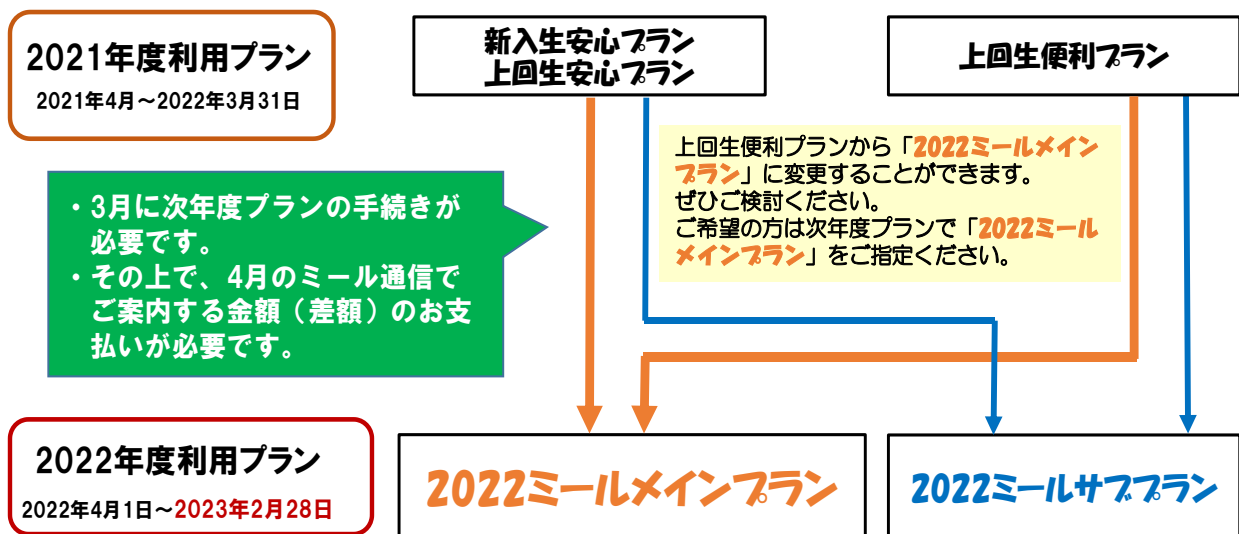 2021年度利用プラン
2021年4月～2022年3月31日
新入生安心プラン
上回生安心プラン
上回生便利プラン
上回生便利プランから「2022ミールメイン
プラン」に変更することができます。
ぜひご検討ください。
ご希望の方は次年度プランで「2022ミール
メインプラン」をご指定ください。
・3月に次年度プランの手続きが
必要です。
・その上で、4月のミール通信で
ご案内する金額（差額）のお支
払いが必要です。
2022年度利用プラン
2022年4月1日～2023年2月28日
2022ミールメインプラン
2022ミールサブプラン